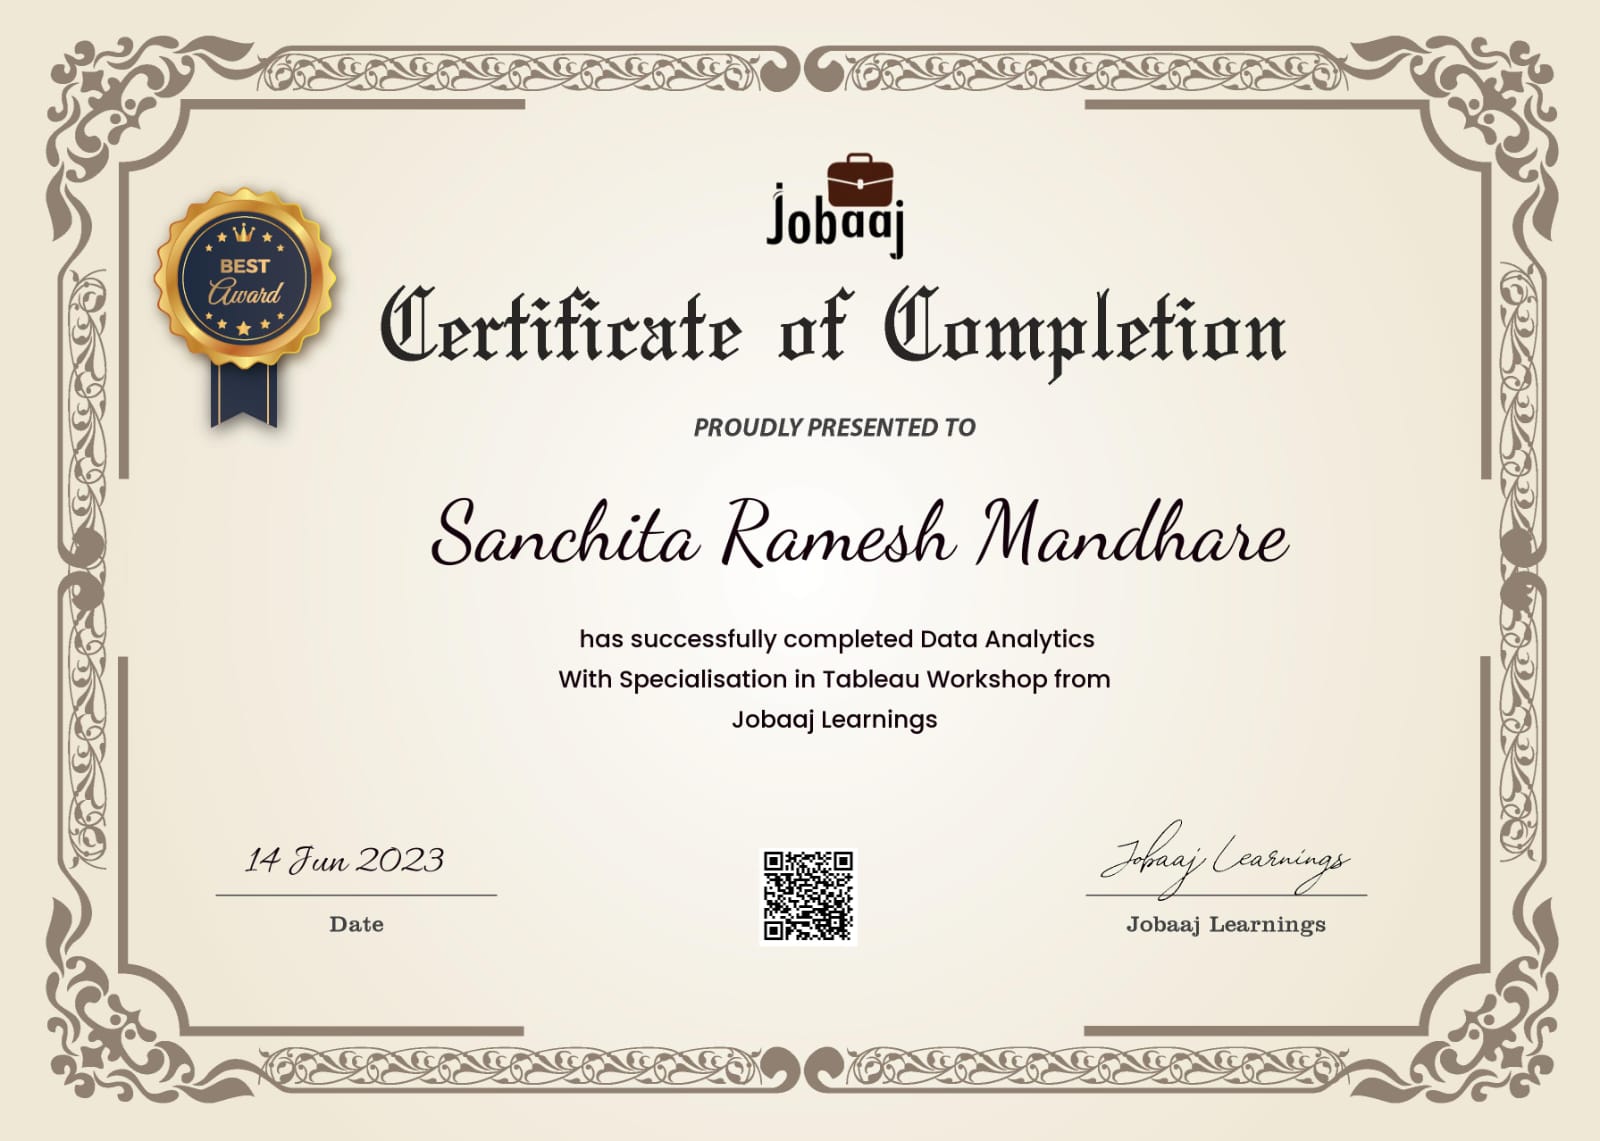 Jobaaj
BEST
Award
Certificate of Completion
PROUDLY PRESENTED TO
Sanchita Ramesh Mandhare
has successfully completed Data Analytics
With Specialisation in Tableau Workshop from
Jobaaj Learnings
14 Jun 2023
Date
Jobaaj Learnings
Jobaaj Learnings